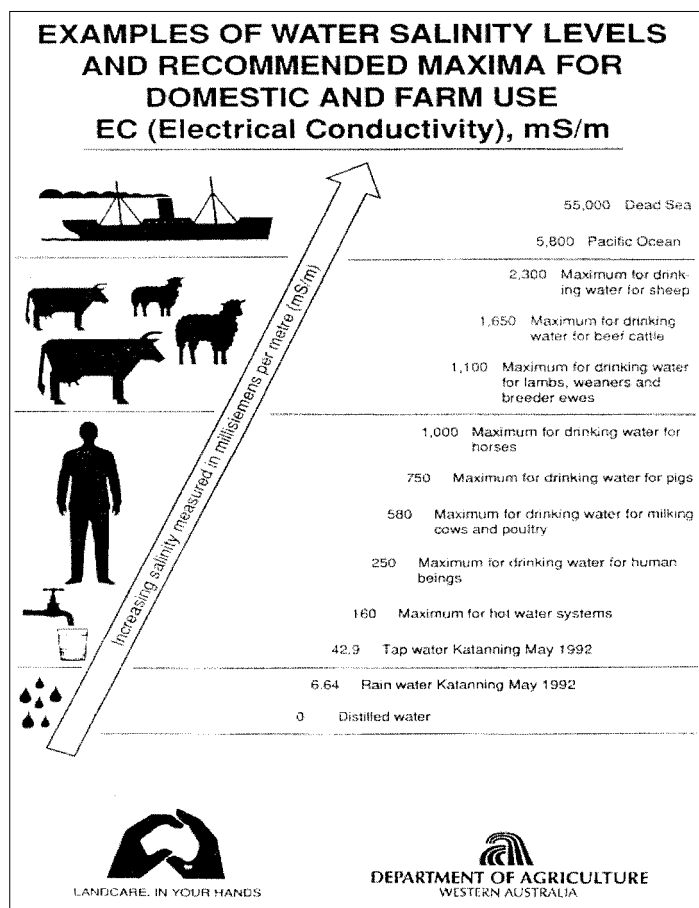 EXAMPLES OF WATER SALINITY LEVELS
AND RECOMMENDED MAXIMA FOR
DOMESTIC AND FARM USE
EC (Electrical Conductivity), mS/m
Increasing salinity measured in millisiemens per metre (mS/m)
55,000 Dead Sea
5,800 Pacific Ocean
2,300 Maximum for drink-
ing water for sheep
1,650 Maximum for drinking
water for beef cattle
1,100 Maximum for drinking water
for lambs, weaners and
breeder ewes
1,000 Maximum for drinking water for
horses
750 Maximum for drinking water for pigs
580 Maximum for drinking water for milking
cows and poultry
250 Maximum for drinking water for human
beings
160 Maximum for hot water systems
42.9 Tap water Katanning May 1992
6.64 Rain water Katanning May 1992
0 Distilled water
LANDCARE. IN YOUR HANDS
DEPARTMENT OF AGRICULTURE
WESTERN AUSTRALIA